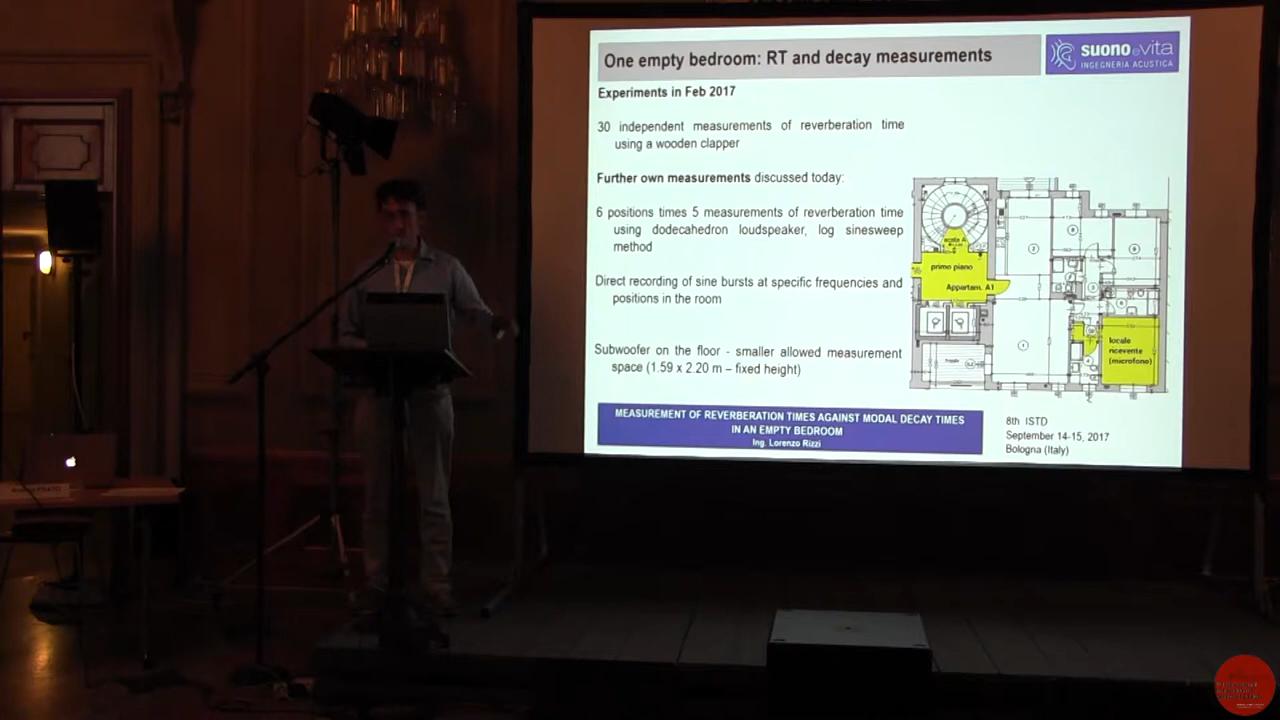 One empty bedroom: RT and decay measurements
suono e vita
INGEGNERIA ACUSTICA
Experiments in Feb 2017
30 independent measurements of reverberation time
using a wooden clapper
Further own measurements discussed today:
6 positions times 5 measurements of reverberation time
using dodecahedron loudspeaker, log sinesweep
method
Direct recording of sine bursts at specific frequencies and
positions in the room
Subwoofer on the floor - smaller allowed measurement
space (1.59 x 2.20 m – fixed height)
scala A
primo piano
Appartam. A1
locale
ricevente
(microfono)
MEASUREMENT OF REVERBERATION TIMES AGAINST MODAL DECAY TIMES
IN AN EMPTY BEDROOM
Ing. Lorenzo Rizzi
8th ISTD
September 14-15, 2017
Bologna (Italy)